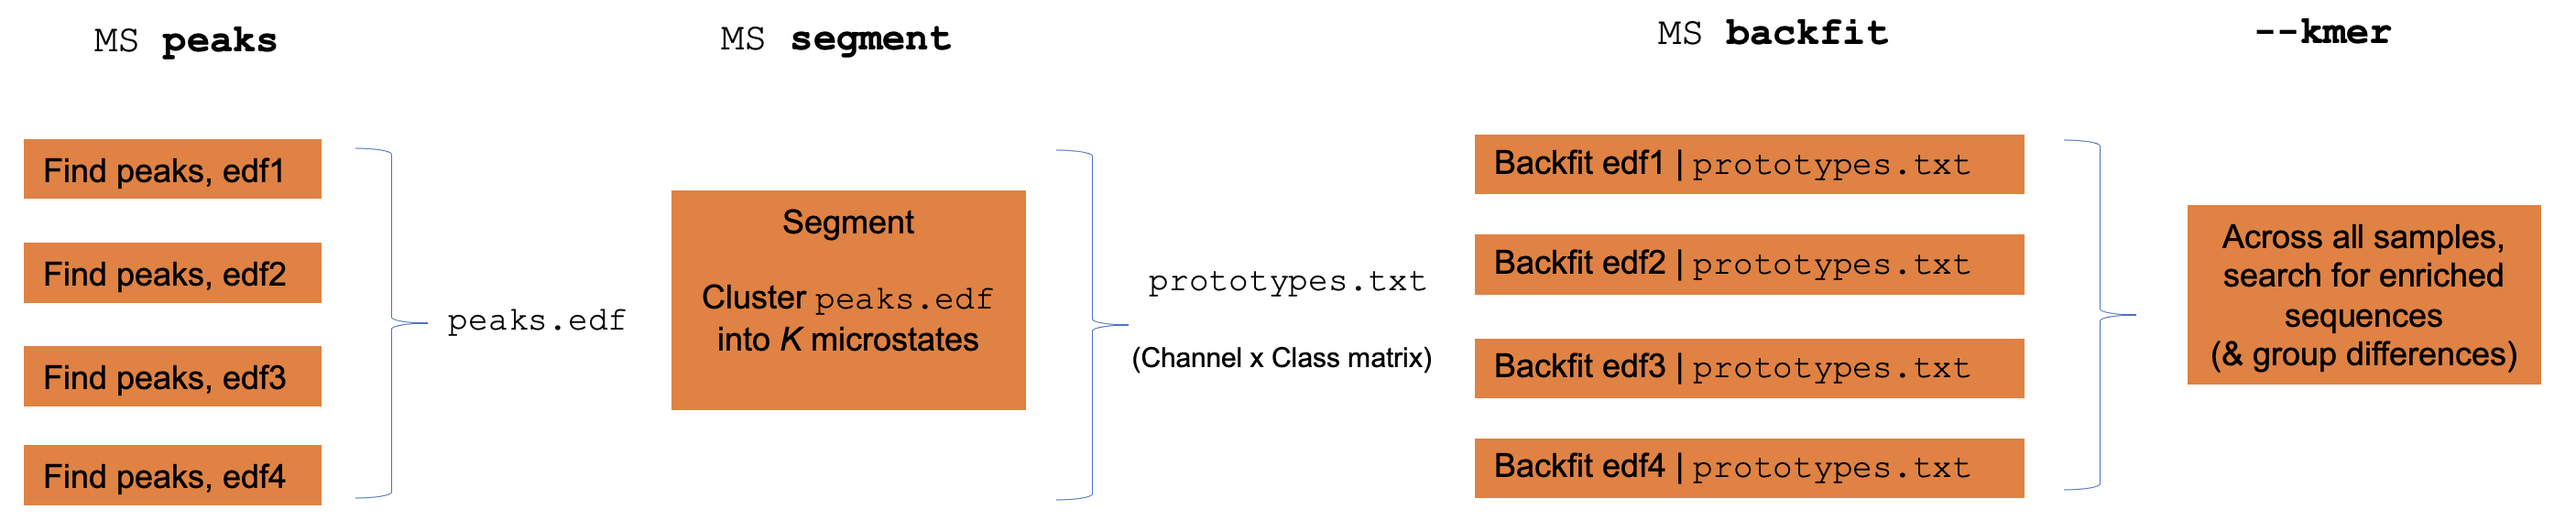 MS peaks
Find peaks, edf1
Find peaks, edf2
Find peaks, edf3
Find peaks, edf4
peaks.edf
MS segment
Segment
Cluster peaks.edf
into K microstates
prototypes.txt
(Channel x Class matrix)
MS backfit
Backfit edf1 | prototypes.txt
Backfit edf2 | prototypes.txt
Backfit edf3 | prototypes.txt
Backfit edf4 | prototypes.txt
--kmer
Across all samples,
search for enriched
sequences
(& group differences)